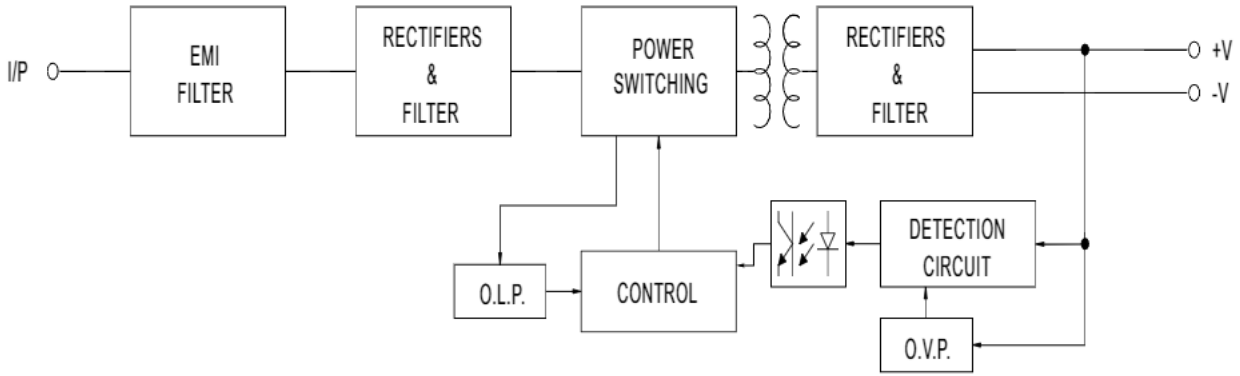 I/P
EMI
FILTER
RECTIFIERS
&
FILTER
POWER
SWITCHING
RECTIFIERS
&
FILTER
+V
-V
O.L.P.
CONTROL
DETECTION
CIRCUIT
O.V.P.